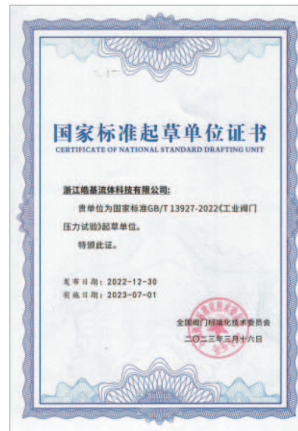 国家标准起草单位证书
CERTIFICATE OF NATIONAL STANDARD DRAFTING UNIT
浙江皓基流体科技有限公司:
贵单位为国家标准GB/T 13927-2022《工业阀门
压力试验》起草单位。
特颁此证。
发布日期: 2022-12-30
实施日期: 2023-07-01
全国阀门标准化技术委员会
二〇二三年三月十六日